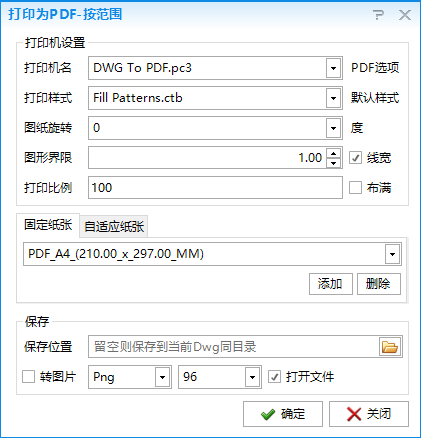 打印为PDF-按范围
打印机设置
打印机名 DWG To PDF.pc3 PDF选项
打印样式 Fill Patterns.ctb 默认样式
图纸旋转 0 度
图形界限 1.00 线宽
打印比例 100 布满
固定纸张 自适应纸张
PDF_A4_(210.00_x_297.00_MM)
添加 删除
保存
保存位置 留空则保存到当前Dwg同目录
转图片 Png 96 打开文件
确定 关闭